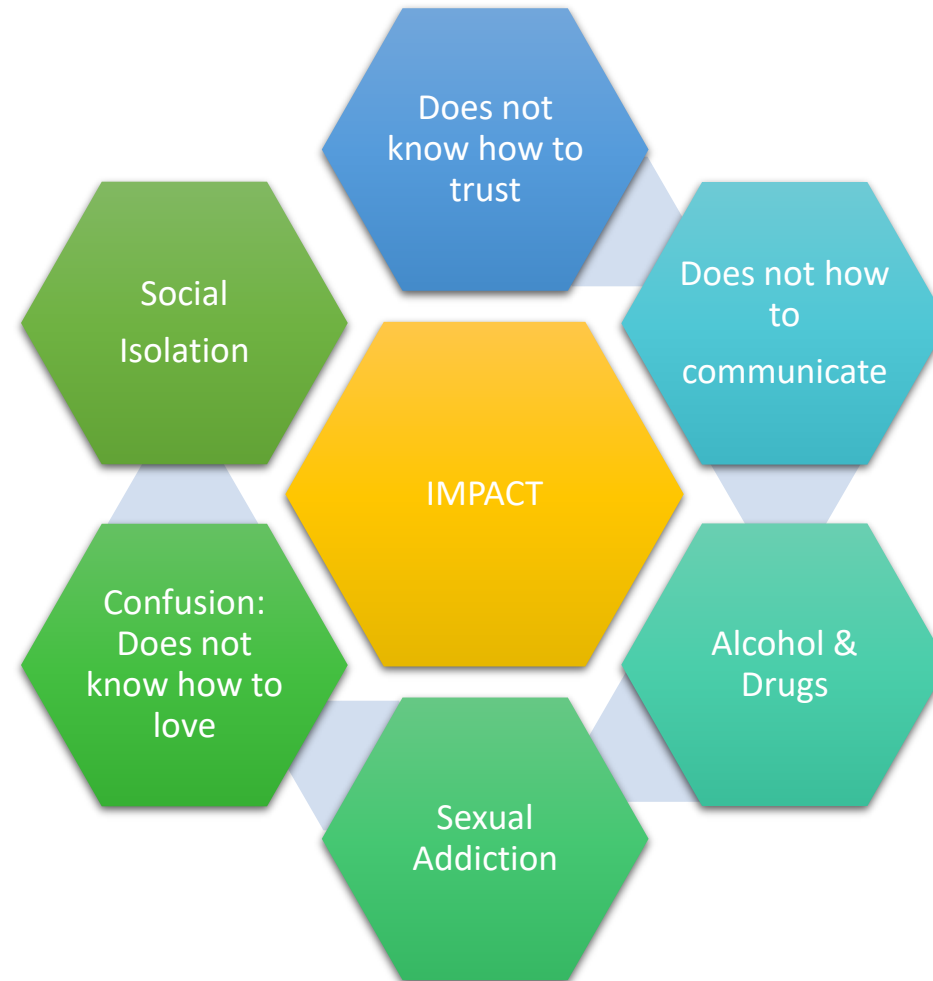 Does not
know how to
trust
Does not how
to
communicate
Social
Isolation
IMPACT
Confusion:
Does not
know how to
love
Alcohol &
Drugs
Sexual
Addiction